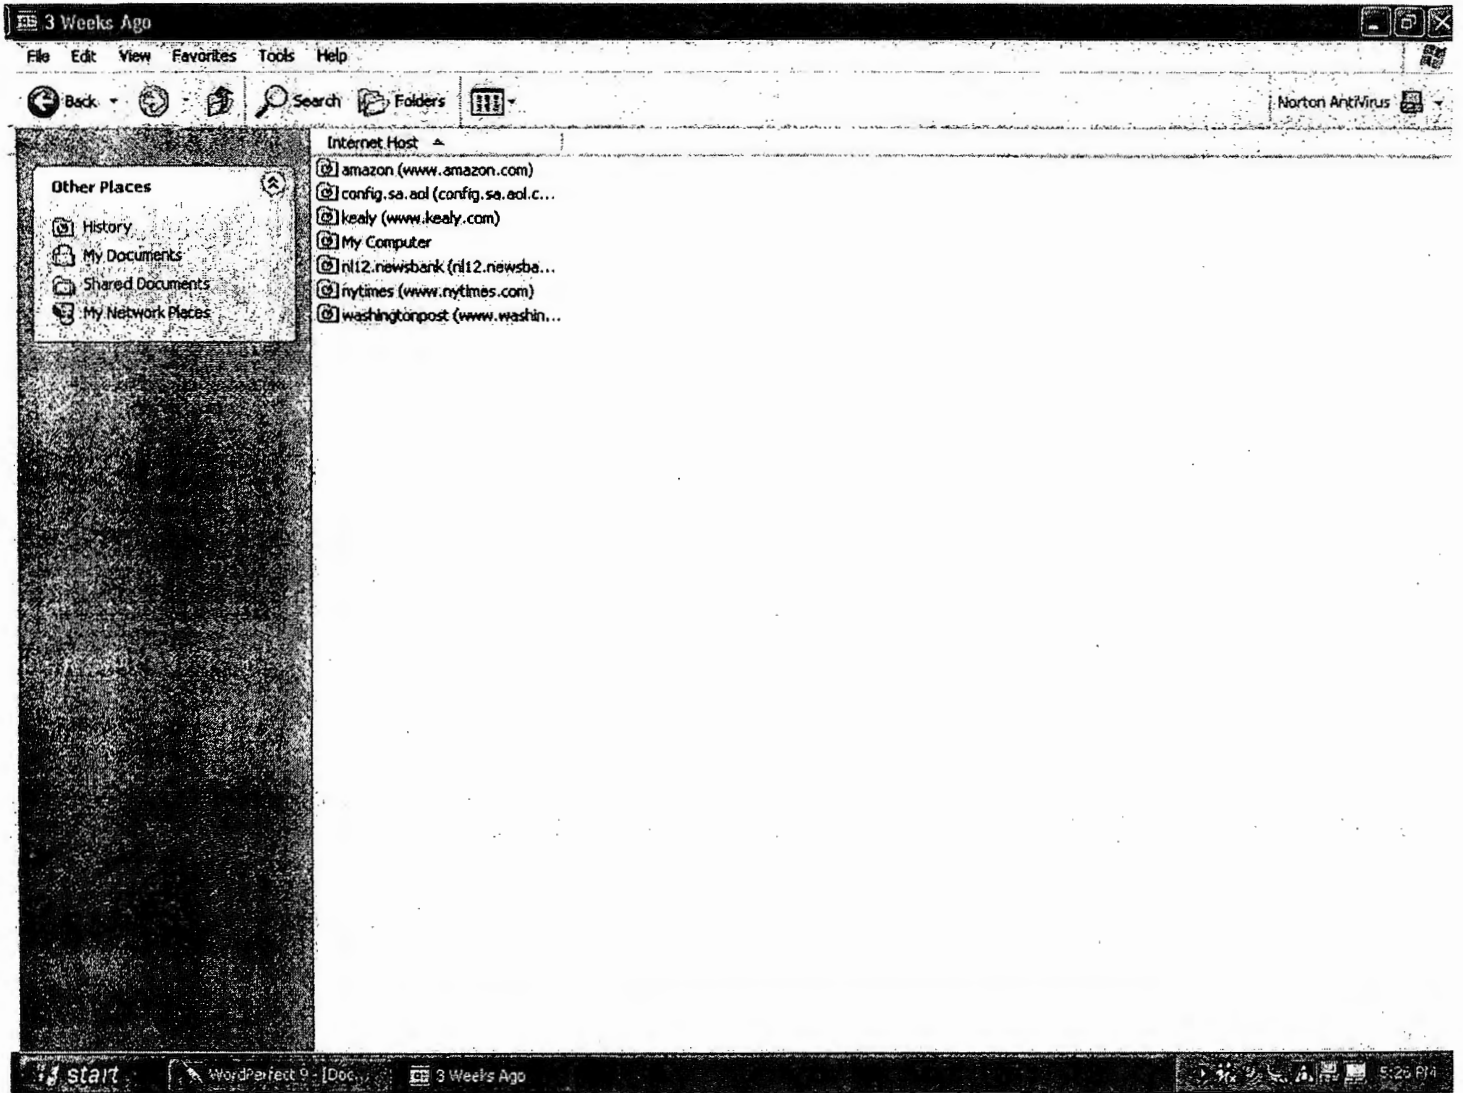 3 Weeks Ago
File Edit View Favorites Tools Help
Back Search Folders Norton AntiVirus
Internet Host
Other Places
History
My Documents
Shared Documents
My Network Places
amazon (www.amazon.com)
config.sa.aol (config.sa.aol.c...
kealy (www.kealy.com)
My Computer
nl12.newsbank (nl12.newsba...
nytimes (www.nytimes.com)
washingtonpost (www.washin...
start WordPerfect 9 - [Doc... 3 Weeks Ago 5:26 PM